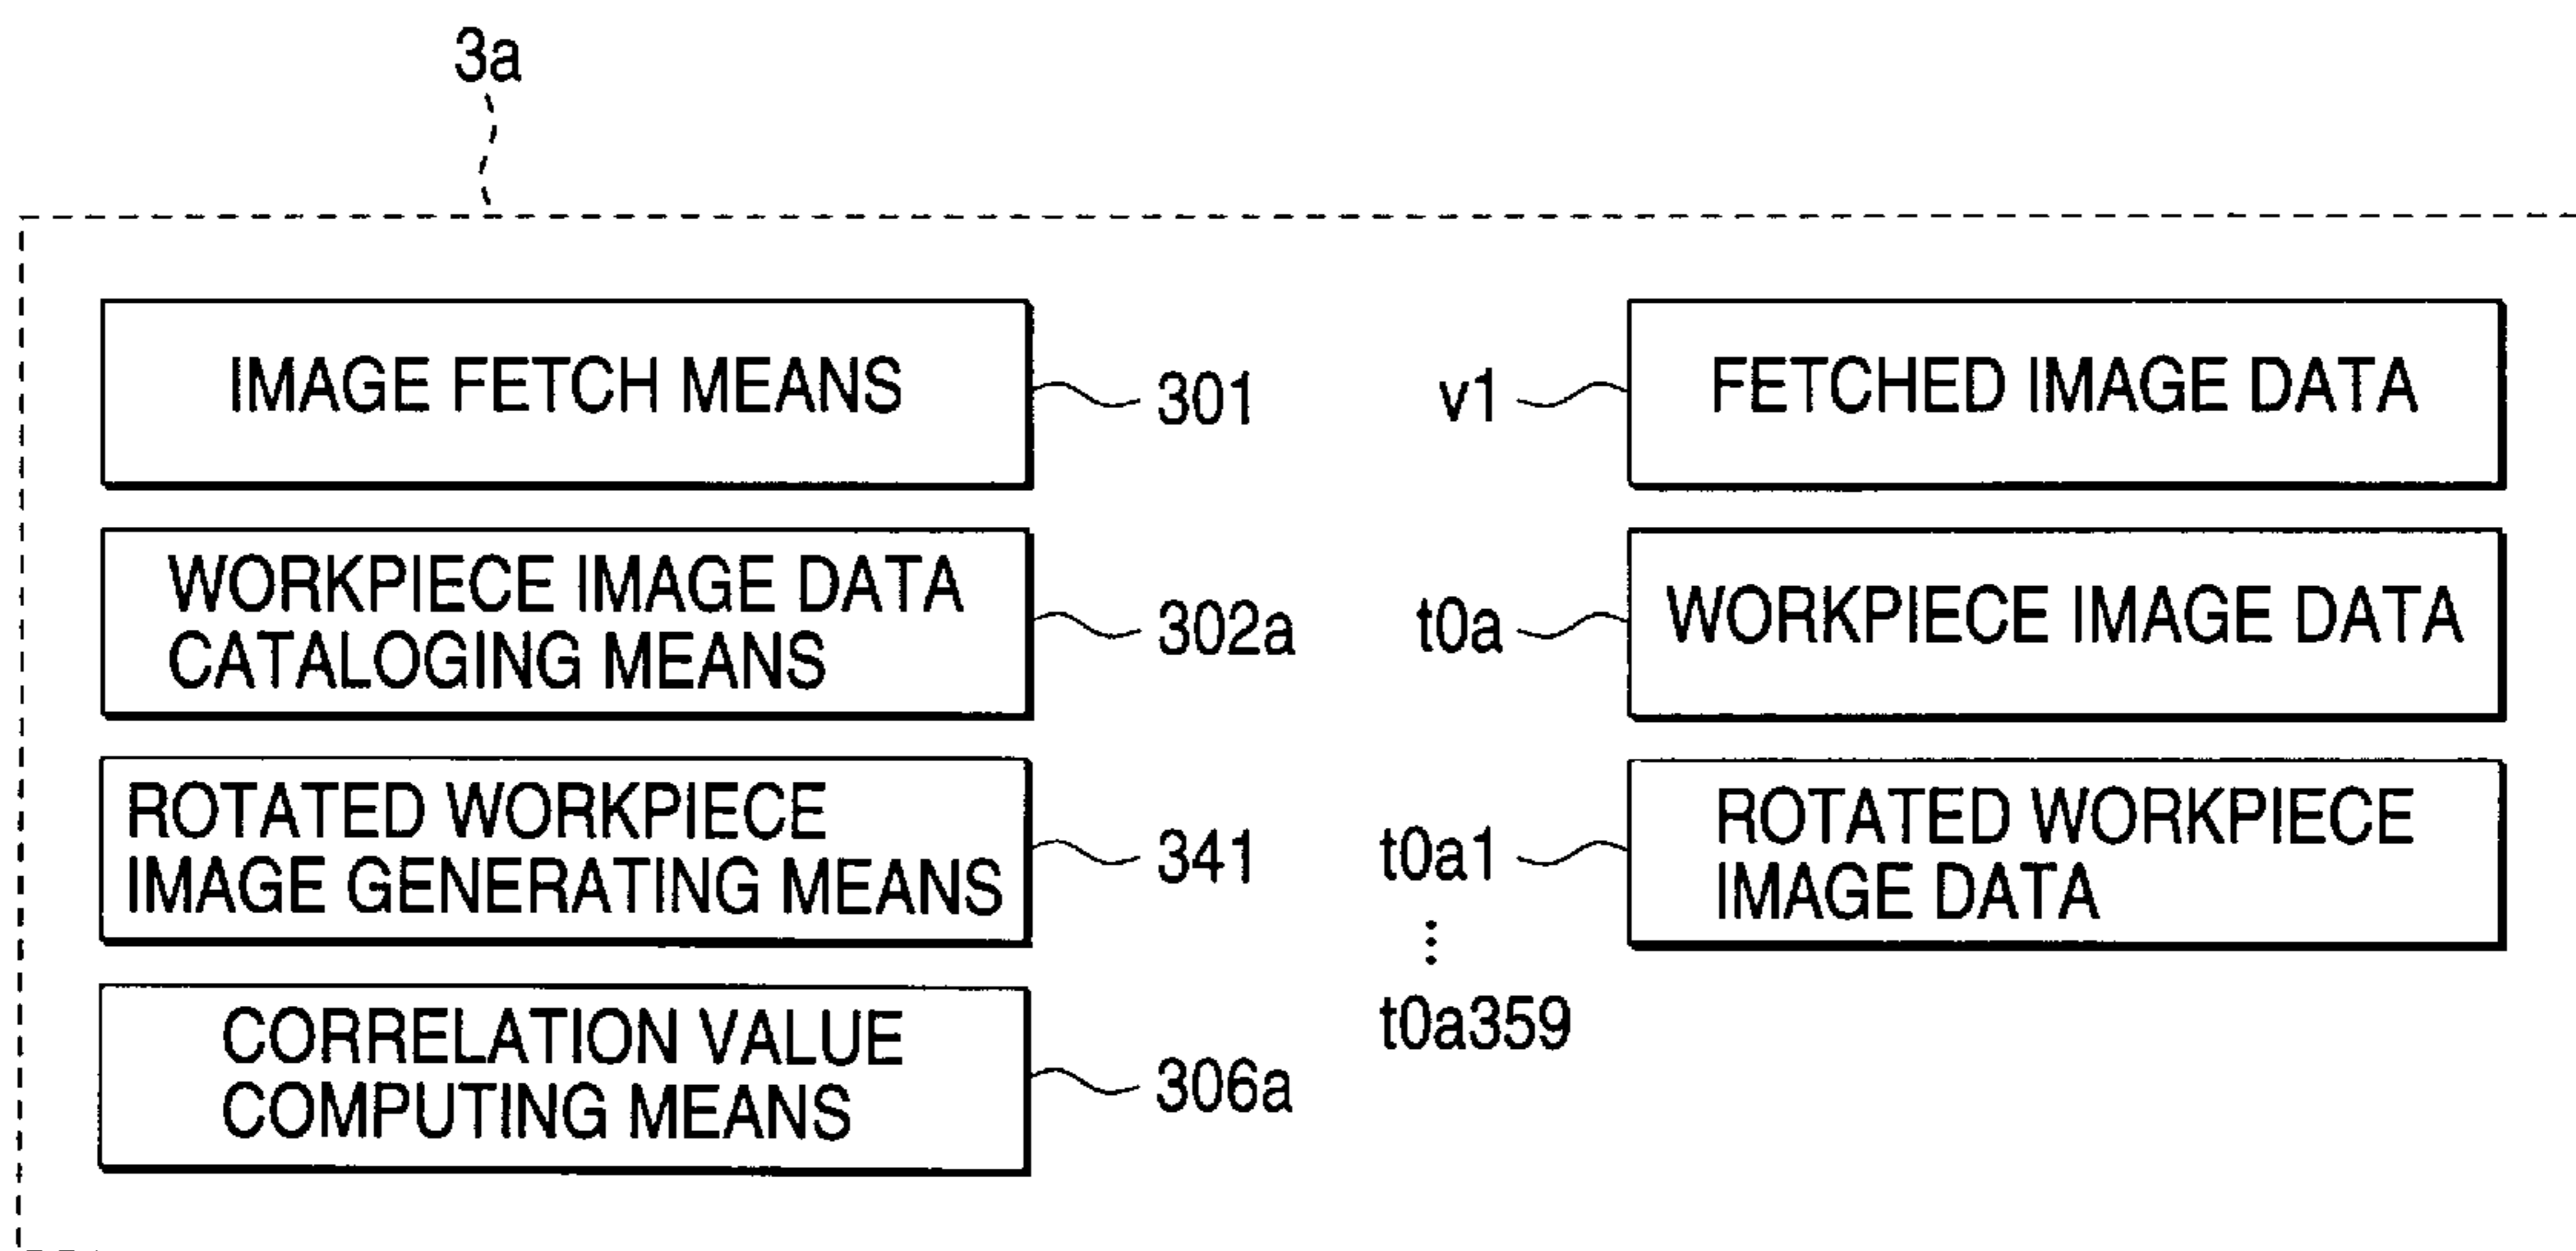 3a
IMAGE FETCH MEANS
301
v1
FETCHED IMAGE DATA
WORKPIECE IMAGE DATA
CATALOGING MEANS
302a
t0a
WORKPIECE IMAGE DATA
ROTATED WORKPIECE
IMAGE GENERATING MEANS
341
t0a1
⋮
t0a359
ROTATED WORKPIECE
IMAGE DATA
CORRELATION VALUE
COMPUTING MEANS
306a